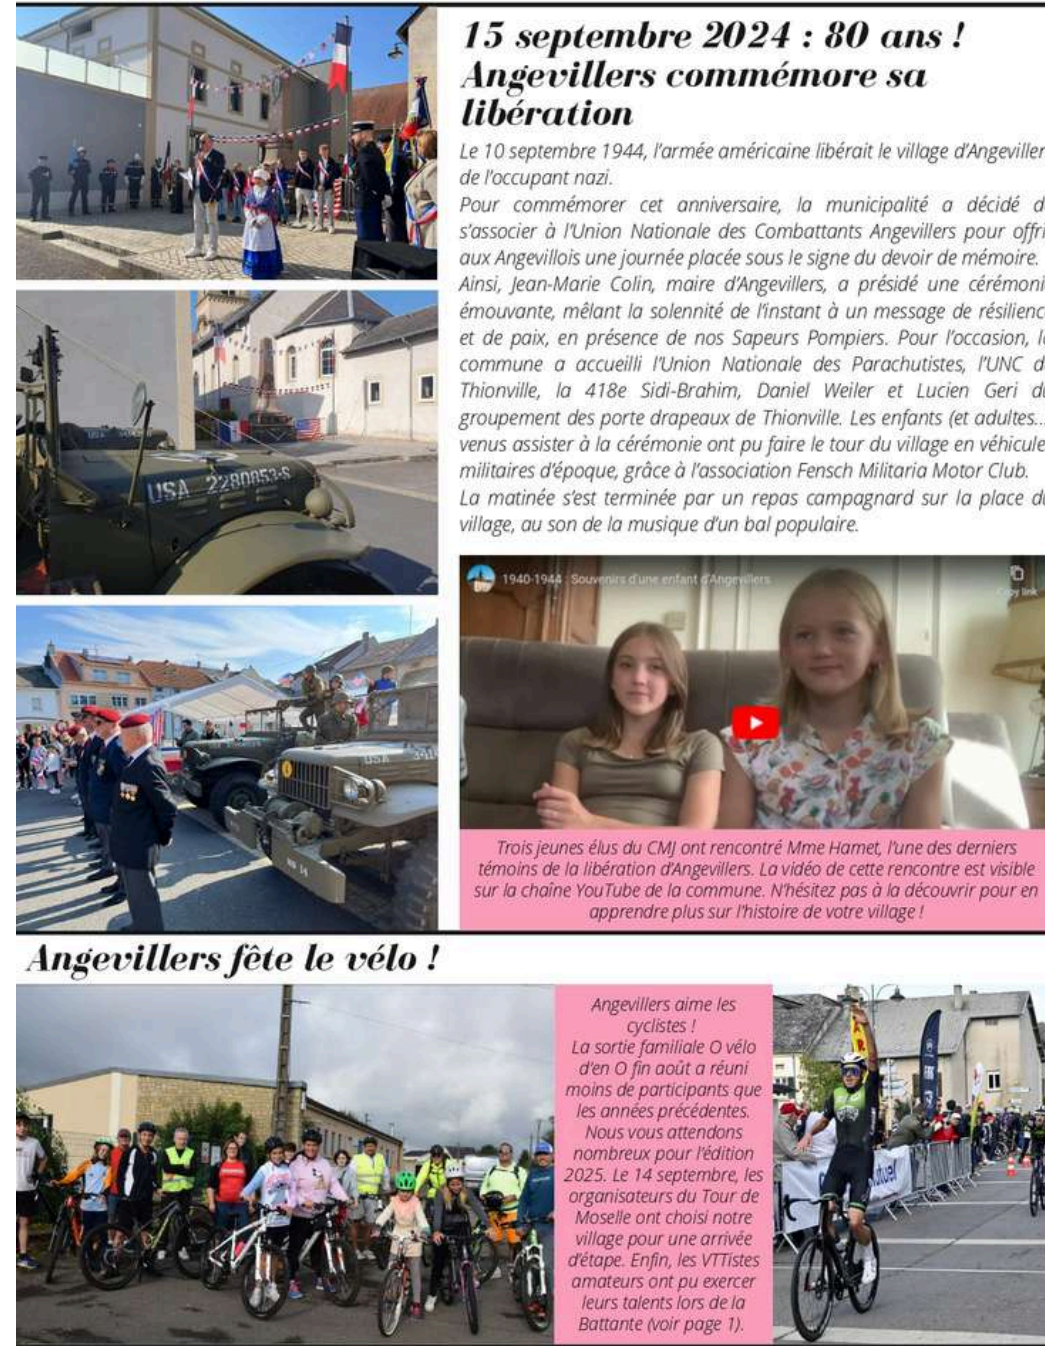 15 septembre 2024 : 80 ans !
Angevillers commémore sa
libération
Le 10 septembre 1944, l'armée américaine libérait le village d'Angeviller
de l'occupant nazi.
Pour commémorer cet anniversaire, la municipalité a décidé d
s'associer à l'Union Nationale des Combattants Angevillers pour offri
aux Angevillois une journée placée sous le signe du devoir de mémoire.
Ainsi, Jean-Marie Colin, maire d'Angevillers, a présidé une cérémoni
émouvante, mêlant la solennité de l'instant à un message de résilienc
et de paix, en présence de nos Sapeurs Pompiers. Pour l'occasion, l
commune a accueilli l'Union Nationale des Parachutistes, l'UNC d
Thionville, la 418e Sidi-Brahim, Daniel Weiler et Lucien Geri d
groupement des porte drapeaux de Thionville. Les enfants (et adultes...
venus assister à la cérémonie ont pu faire le tour du village en véhicule
militaires d'époque, grâce à l'association Fensch Militaria Motor Club.
La matinée s'est terminée par un repas campagnard sur la place d
village, au son de la musique d'un bal populaire.
USA 2280853-S
1940-1944 : Souvenirs d'une enfant d'Angevillers
Copy link
USA 341
Trois jeunes élus du CMJ ont rencontré Mme Hamet, l'une des derniers
témoins de la libération d'Angevillers. La vidéo de cette rencontre est visible
sur la chaîne YouTube de la commune. N'hésitez pas à la découvrir pour en
apprendre plus sur l'histoire de votre village !
Angevillers fête le vélo !
Angevillers aime les
cyclistes !
La sortie familiale O vélo
d'en O fin août a réuni
moins de participants que
les années précédentes.
Nous vous attendons
nombreux pour l'édition
2025. Le 14 septembre, les
organisateurs du Tour de
Moselle ont choisi notre
village pour une arrivée
d'étape. Enfin, les VTTistes
amateurs ont pu exercer
leurs talents lors de la
Battante (voir page 1).